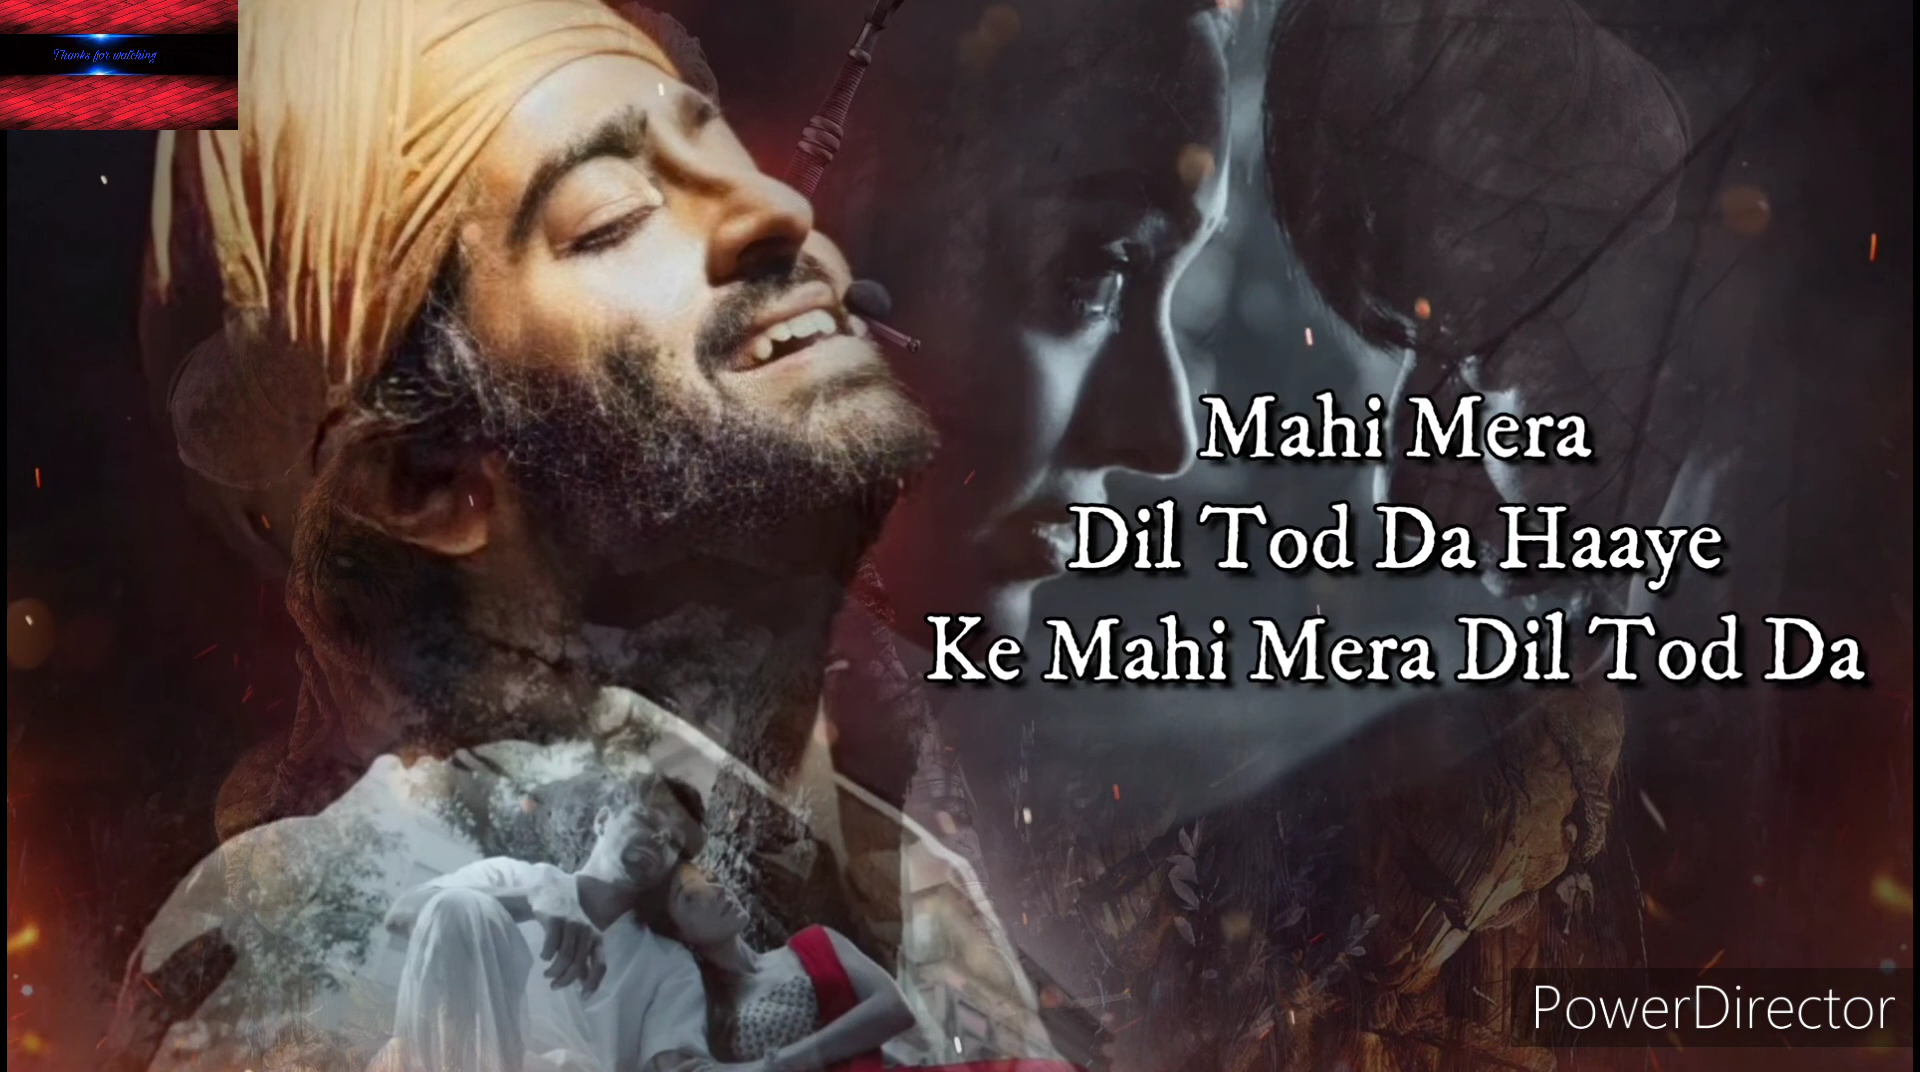 Thanks for watching
Mahi Mera
Dil Tod Da Haaye
Ke Mahi Mera Dil Tod Da
PowerDirector